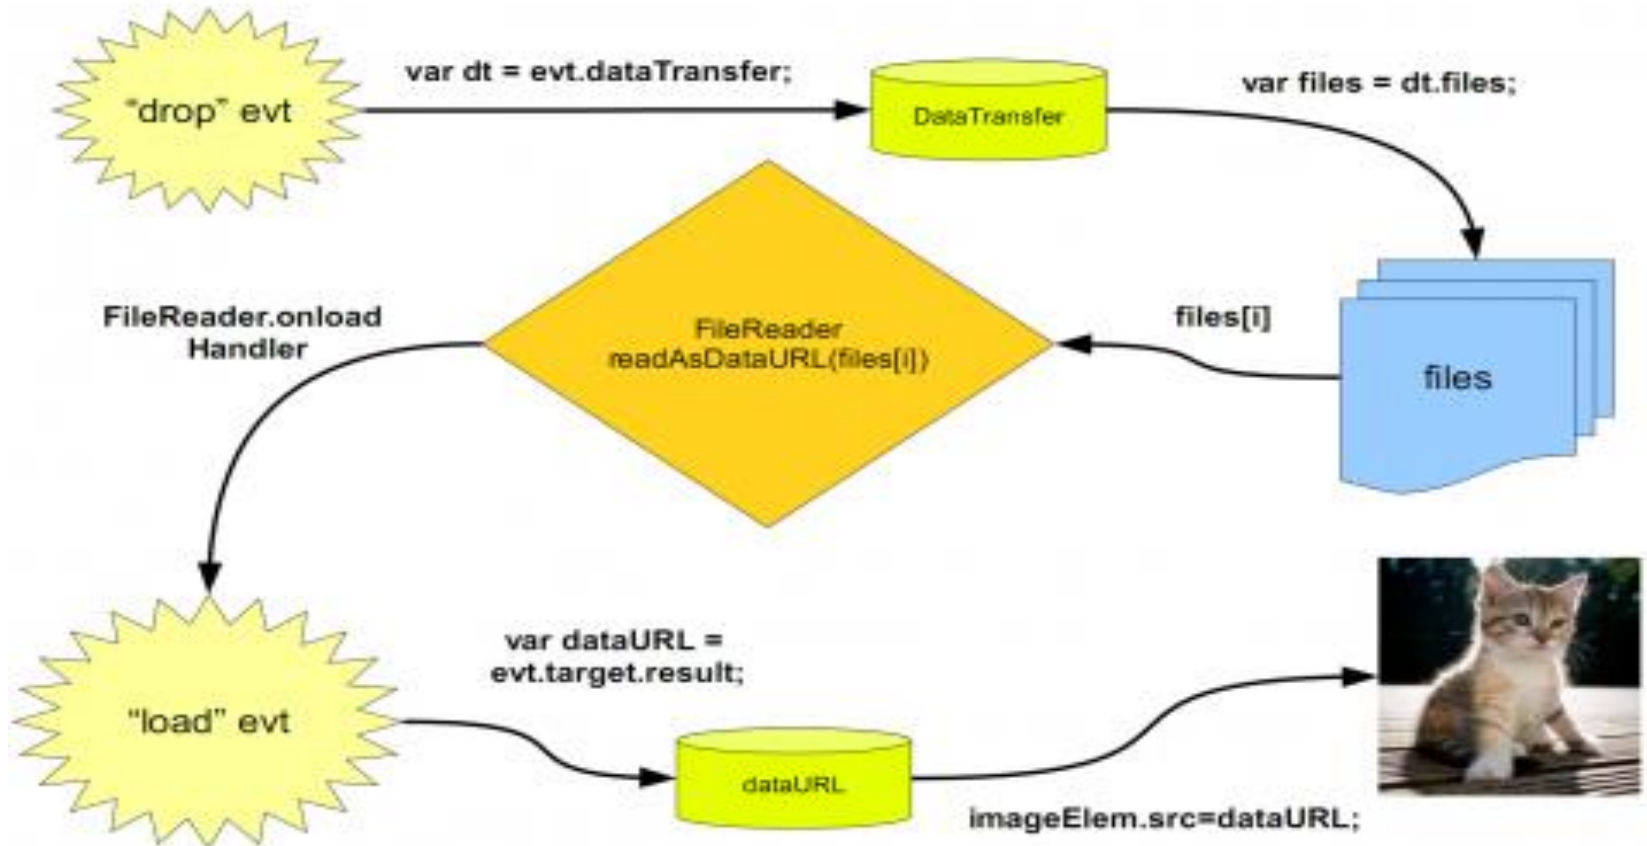 "drop" evt
var dt = evt.dataTransfer;
DataTransfer
var files = dt.files;
files
files[i]
FileReader
readAsDataURL(files[i])
FileReader.onload
Handler
"load" evt
var dataURL =
evt.target.result;
dataURL
imageElem.src=dataURL;